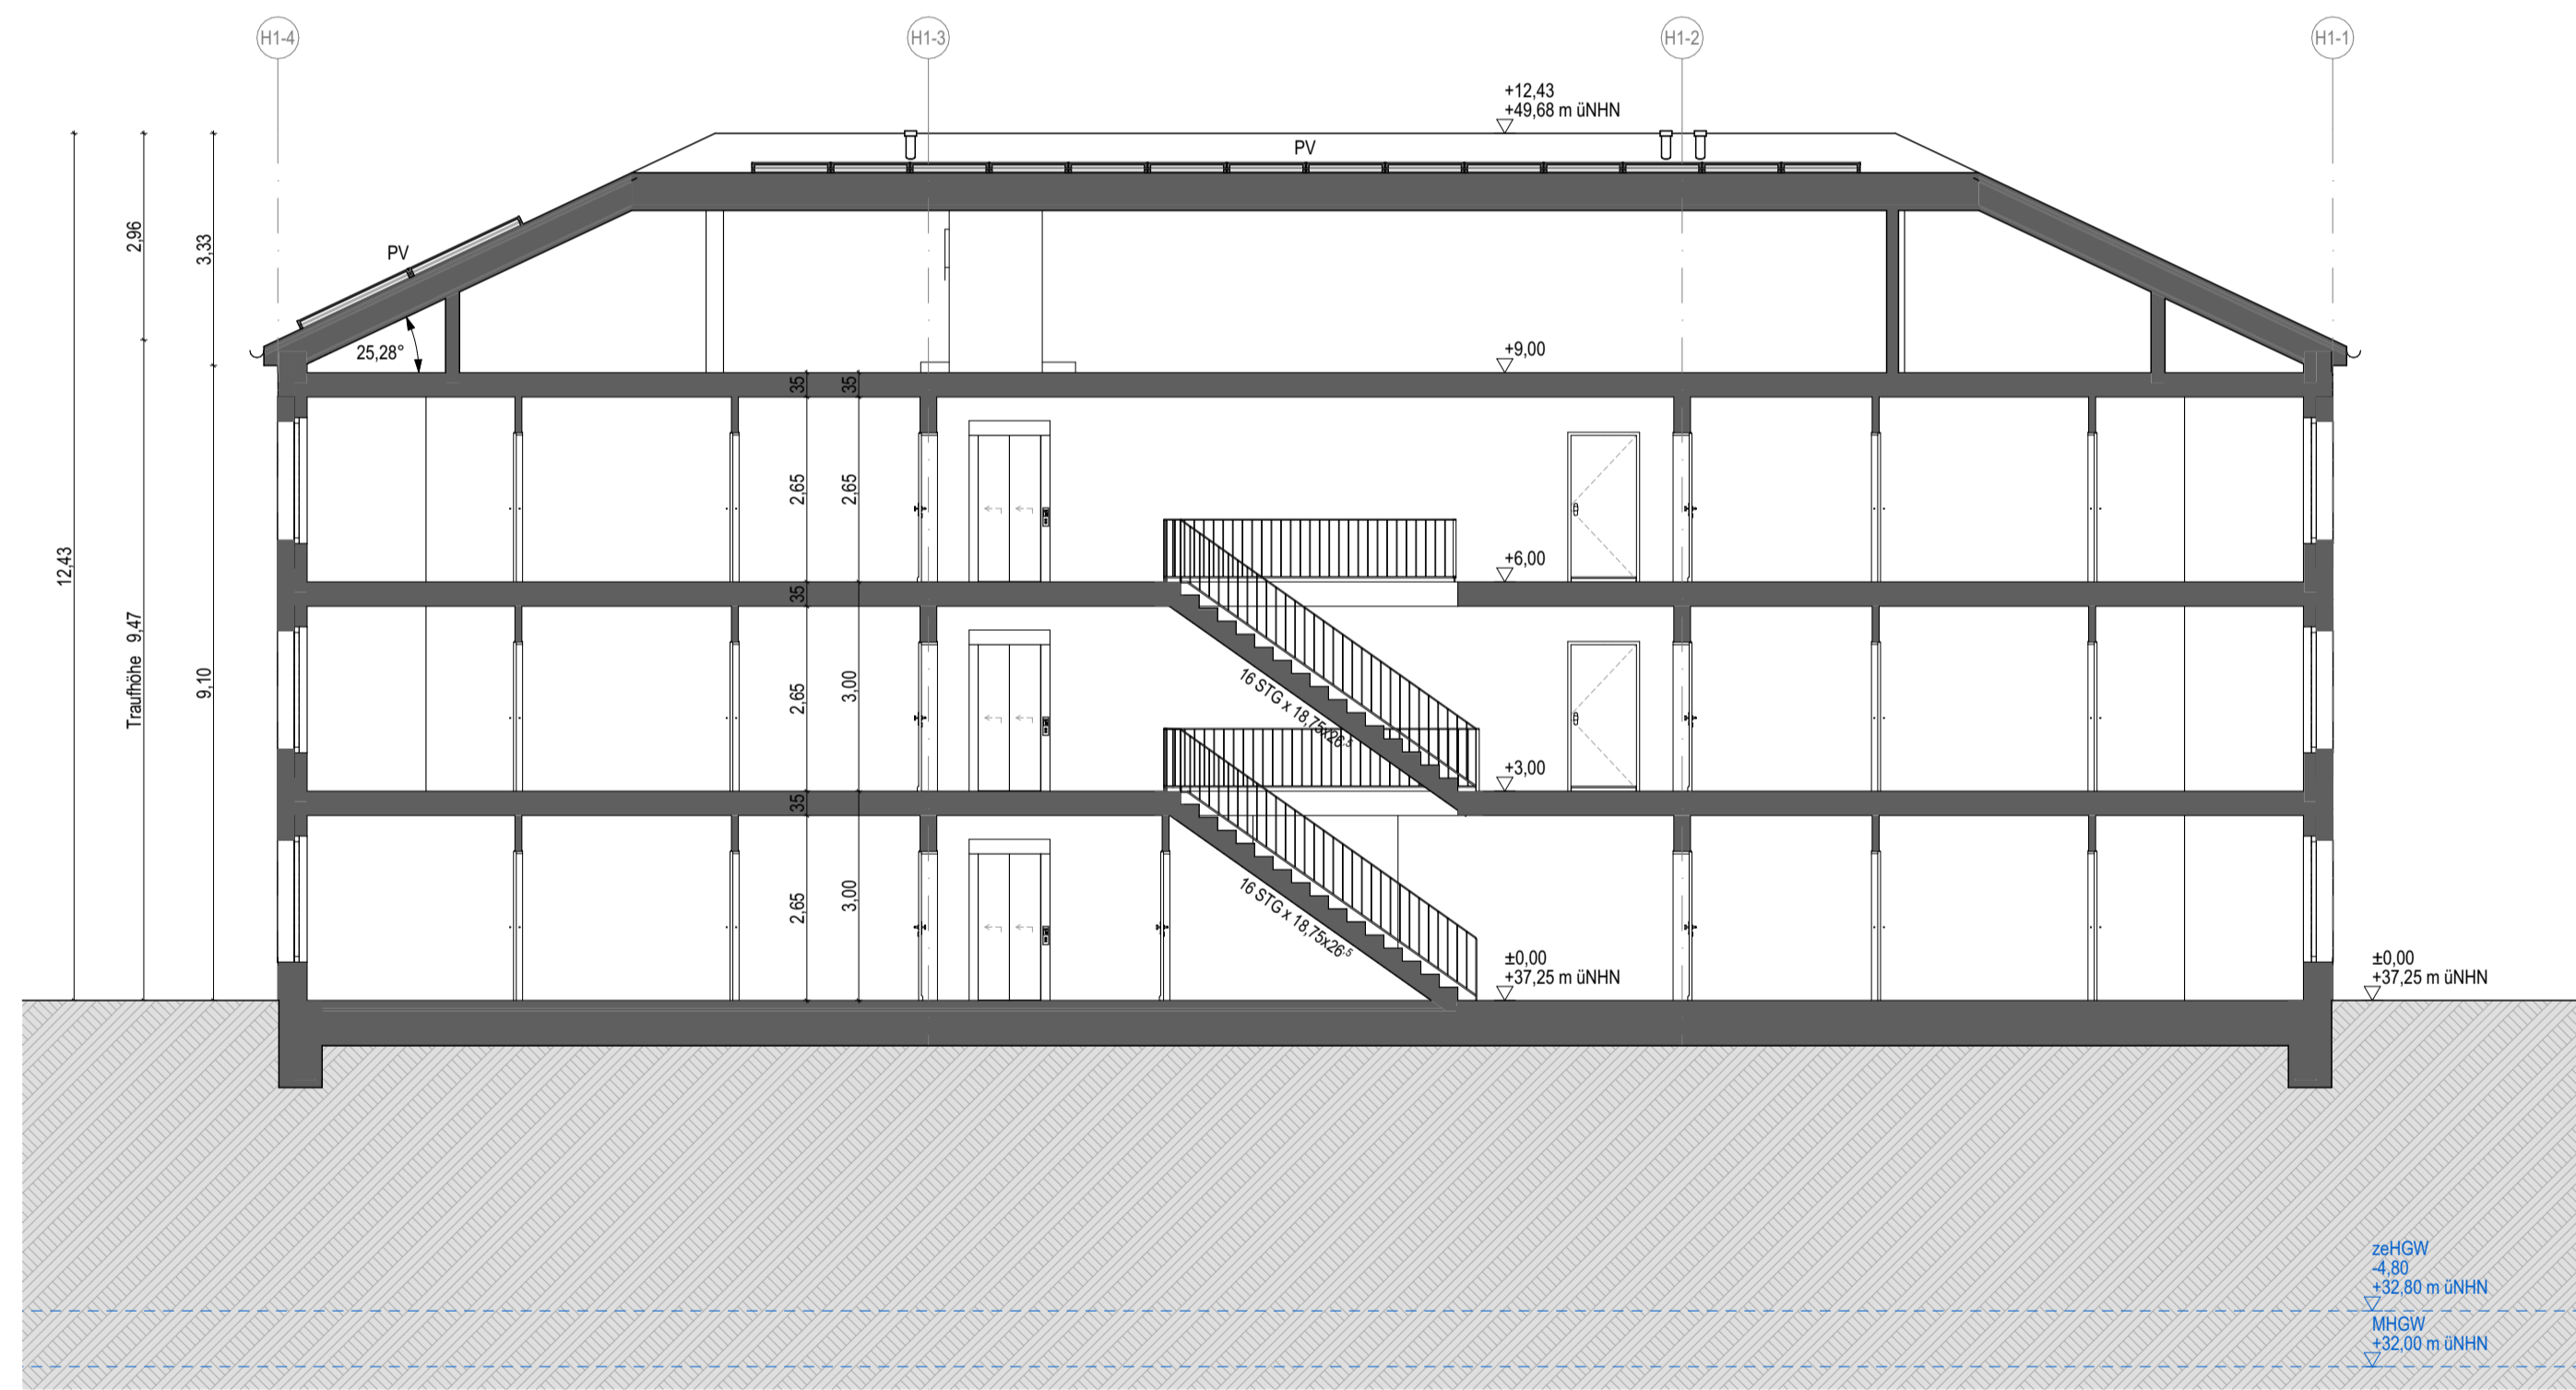 H1-4
H1-3
H1-2
H1-1
+12,43
+49,68 m üNHN
PV
PV
25,28°
2,96
3,33
12,43
Traufhöhe 9,47
9,10
+9,00
35
35
2,65
2,65
+6,00
35
2,65
3,00
16 STG x 18,75x26,5
+3,00
35
2,65
3,00
16 STG x 18,75x26,5
±0,00
+37,25 m üNHN
±0,00
+37,25 m üNHN
zeHGW
-4,80
+32,80 m üNHN
MHGW
+32,00 m üNHN